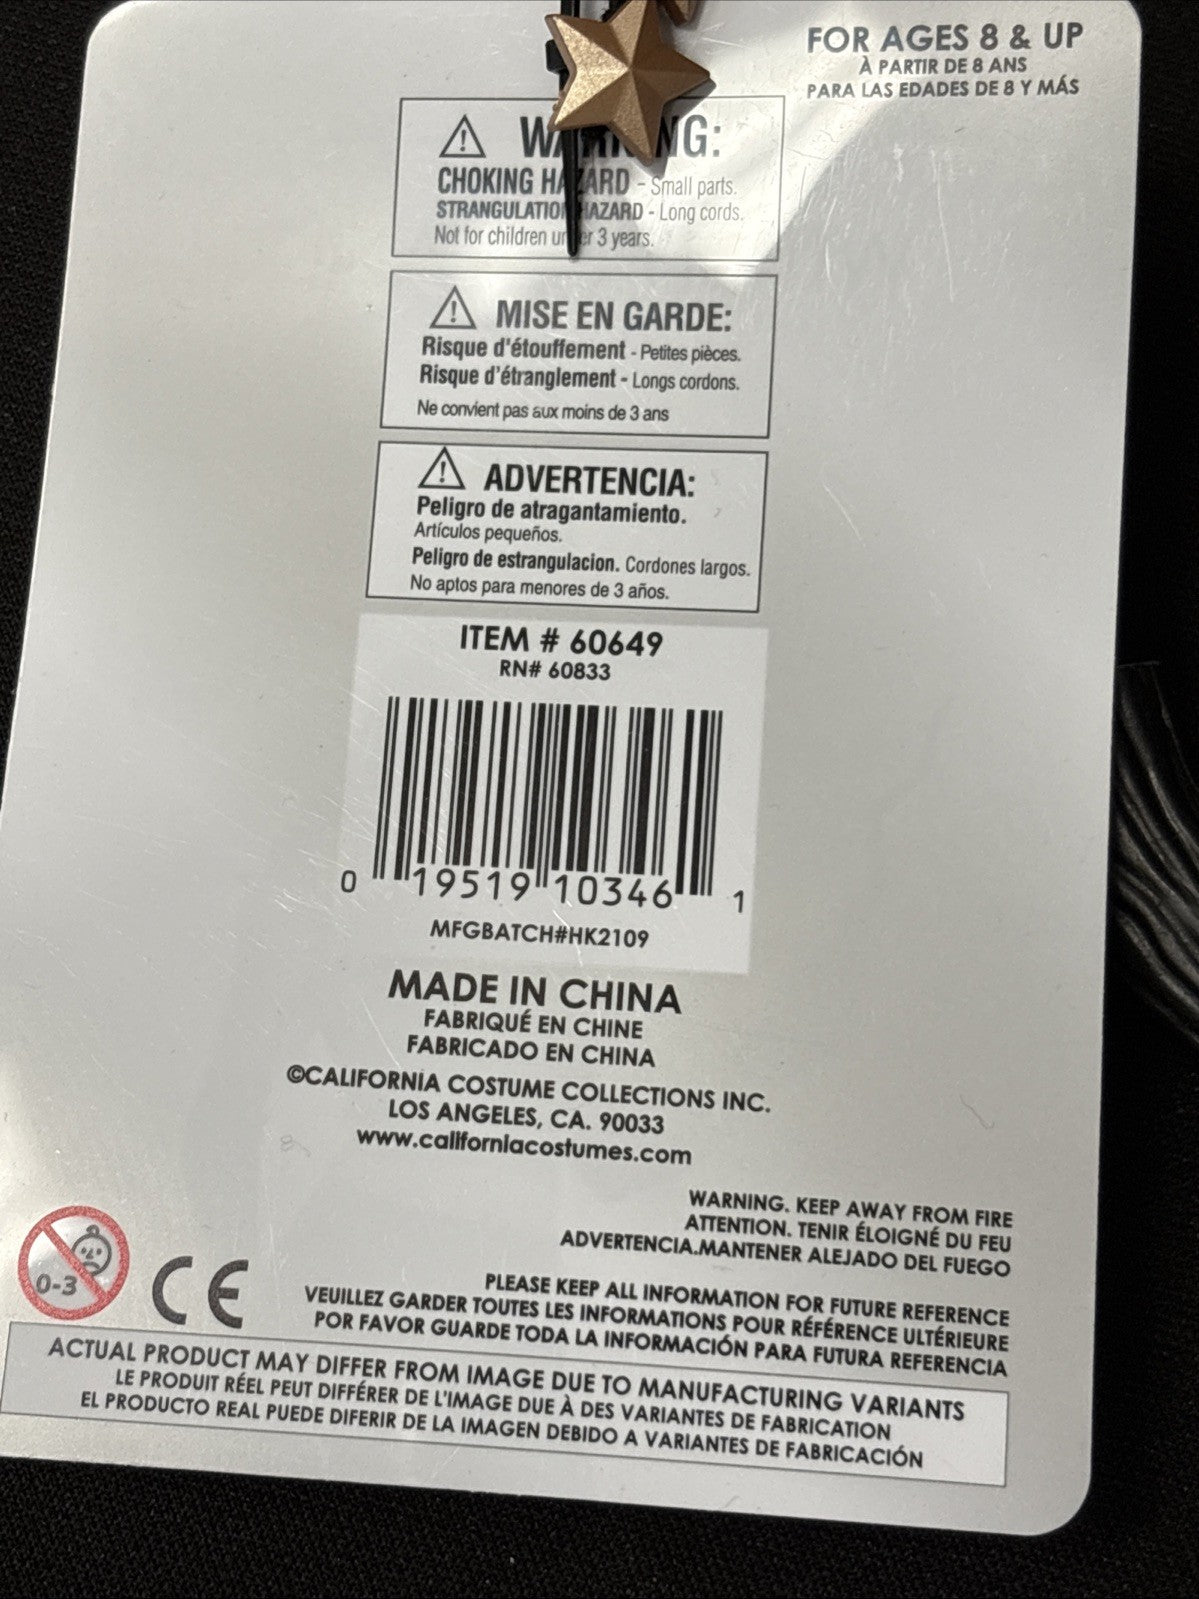 FOR AGES 8 & UP
À PARTIR DE 8 ANS
PARA LAS EDADES DE 8 Y MÁS
CHOKING HAZARD - Small parts.
STRANGULATION HAZARD - Long cords.
Not for children under 3 years.
MISE EN GARDE:
Risque d'étouffement - Petites pièces.
Risque d'étranglement - Longs cordons.
Ne convient pas aux moins de 3 ans
ADVERTENCIA:
Peligro de atragantamiento.
Artículos pequeños.
Peligro de estrangulacion. Cordones largos.
No aptos para menores de 3 años.
ITEM # 60649
RN# 60833
0 19519 10346 1
MFGBATCH#HK2109
MADE IN CHINA
FABRIQUÉ EN CHINE
FABRICADO EN CHINA
©CALIFORNIA COSTUME COLLECTIONS INC.
LOS ANGELES, CA. 90033
www.californiacostumes.com
WARNING. KEEP AWAY FROM FIRE
ATTENTION. TENIR ÉLOIGNÉ DU FEU
ADVERTENCIA.MANTENER ALEJADO DEL FUEGO
0-3
CE
PLEASE KEEP ALL INFORMATION FOR FUTURE REFERENCE
VEUILLEZ GARDER TOUTES LES INFORMATIONS POUR RÉFÉRENCE ULTÉRIEURE
POR FAVOR GUARDE TODA LA INFORMACIÓN PARA FUTURA REFERENCIA
ACTUAL PRODUCT MAY DIFFER FROM IMAGE DUE TO MANUFACTURING VARIANTS
LE PRODUIT RÉEL PEUT DIFFÉRER DE L'IMAGE DUE À DES VARIANTES DE FABRICATION
EL PRODUCTO REAL PUEDE DIFERIR DE LA IMAGEN DEBIDO A VARIANTES DE FABRICACIÓN